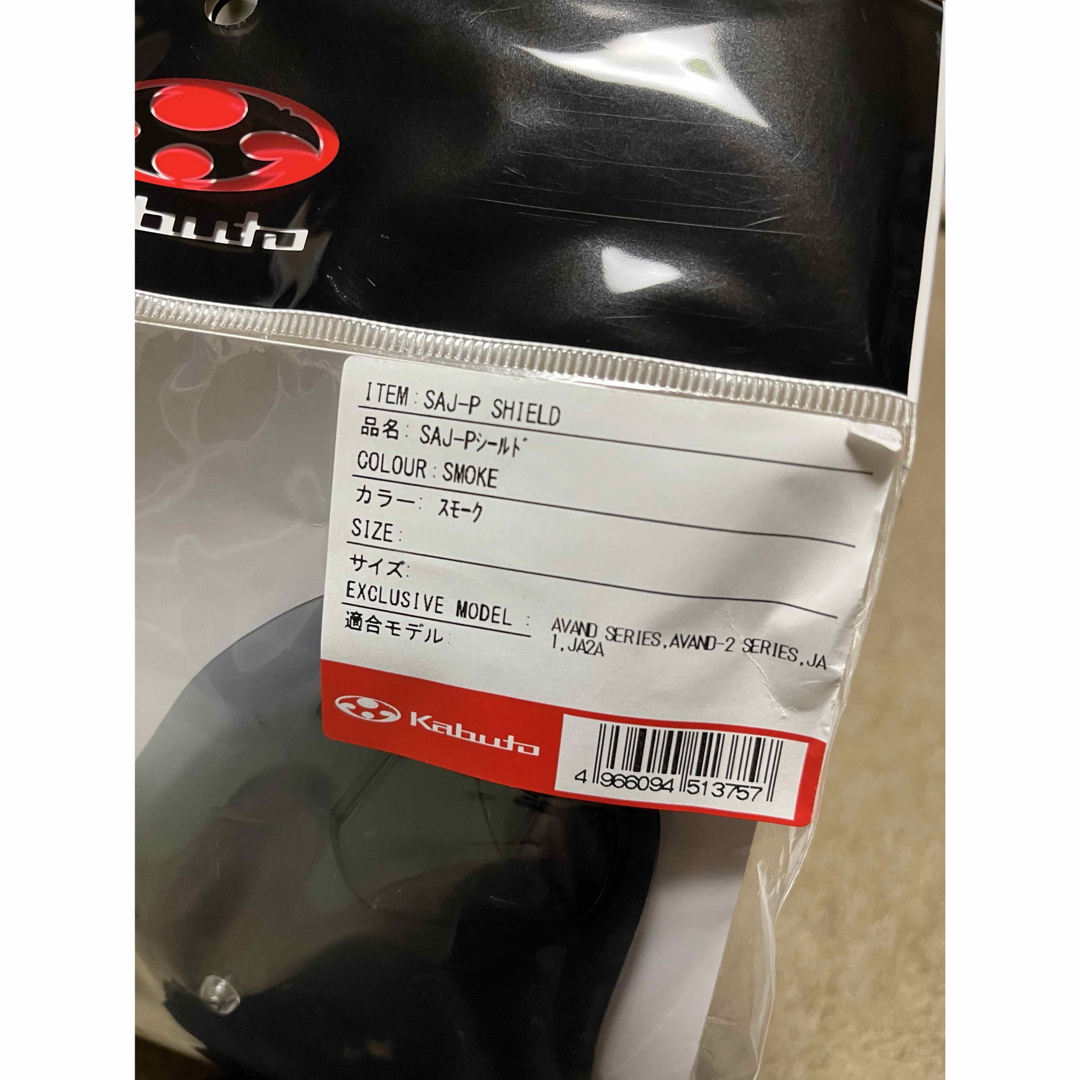 abuto
ITEM:SAJ-P SHIELD
品名:SAJ-Pシールド
COLOUR:SMOKE
カラー:スモーク
SIZE:
サイズ:
EXCLUSIVE MODEL :
適合モデル:
AVAND SERIES,AVAND-2 SERIES,JA
1,JA2A
Kabuto
4 966094 513757